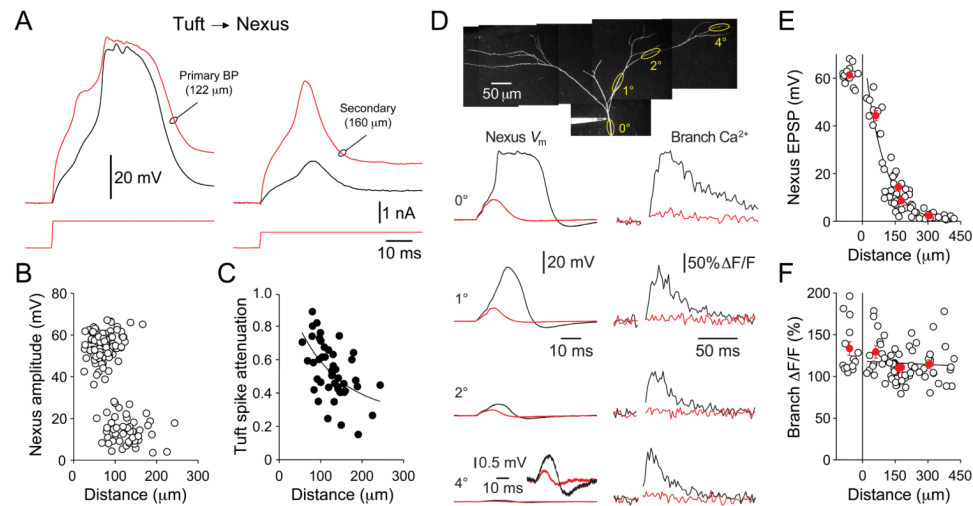 A
Tuft → Nexus
Primary BP
(122 μm)
Secondary
(160 μm)
20 mV
1 nA
10 ms
B
Nexus amplitude (mV)
80
60
40
20
0
0
100
200
300
Distance (μm)
C
Tuft spike attenuation
1.0
0.8
0.6
0.4
0.2
0
0
100
200
300
Distance (μm)
D
4°
2°
1°
0°
50 μm
Nexus Vm
Branch Ca²⁺
0°
20 mV
50% ΔF/F
1°
10 ms
50 ms
2°
4°
0.5 mV
10 ms
E
Nexus EPSP (mV)
60
40
20
0
0
150
300
450
Distance (μm)
F
Branch ΔF/F (%)
200
150
100
50
0
0
150
300
450
Distance (μm)